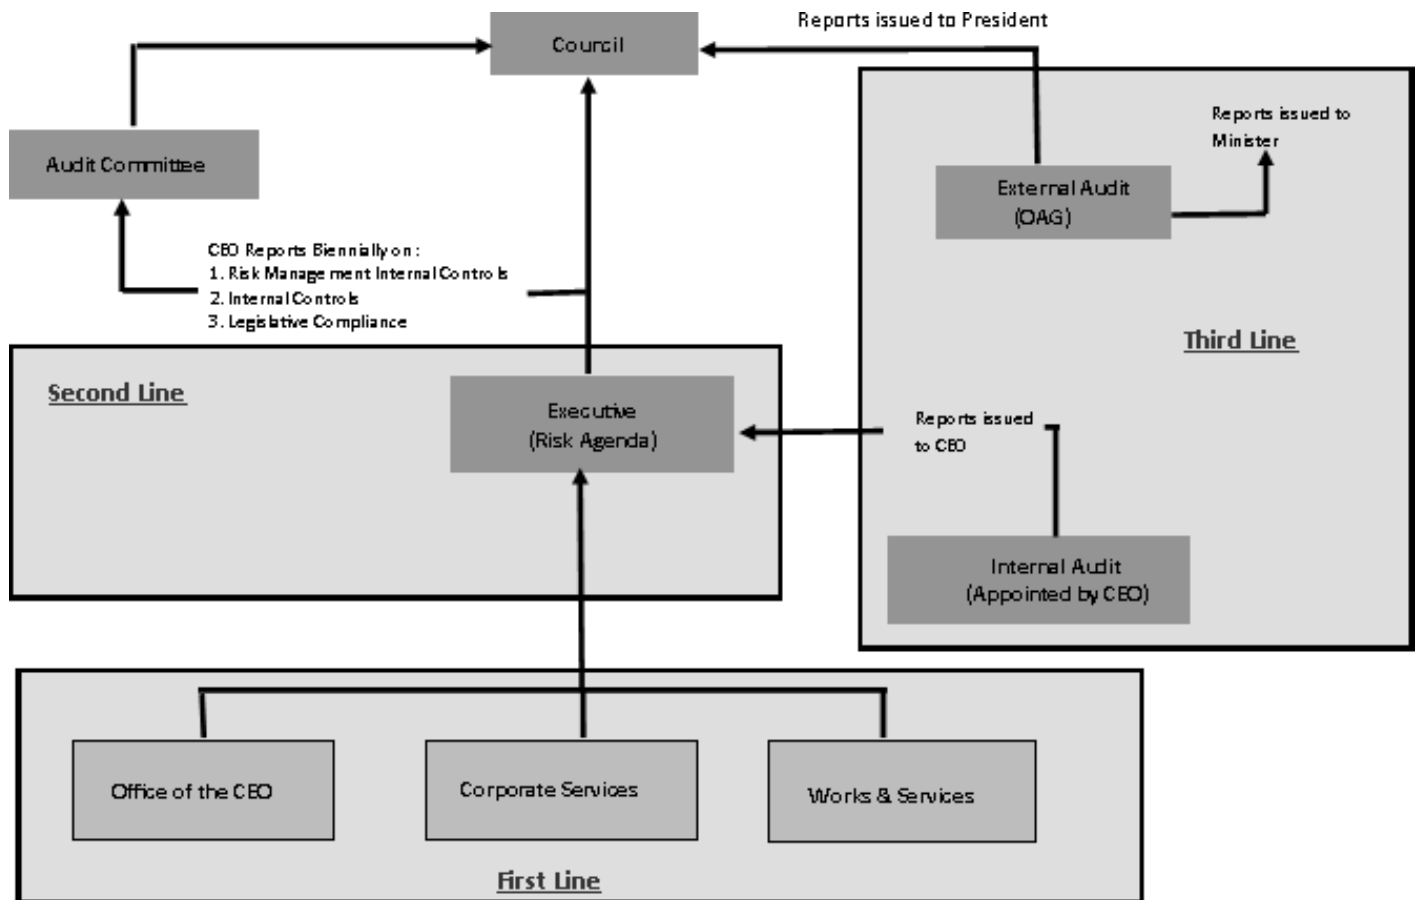 Reports issued to President
Council
Audit Committee
Reports issued to
Minister
External Audit
(OAG)
CEO Reports Biennially on :
1. Risk Management Internal Controls
2. Internal Controls
3. Legislative Compliance
Third Line
Second Line
Executive
(Risk Agenda)
Reports issued
to CEO
Internal Audit
(Appointed by CEO)
Office of the CEO
Corporate Services
Works & Services
First Line